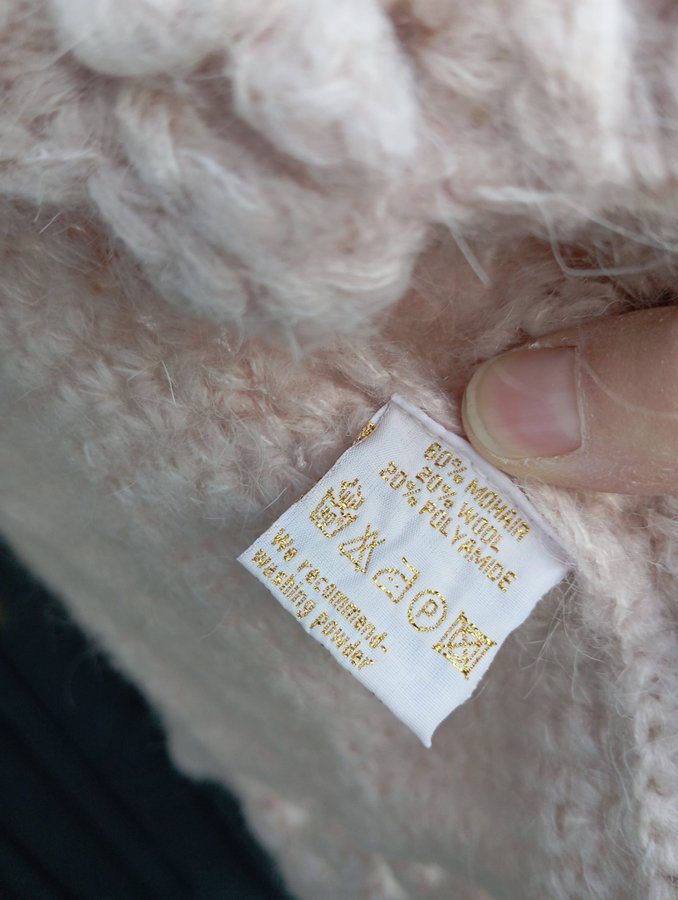 60% MOHAIR
20% WOOL
20% POLYAMIDE
P
We recommend.
washing powder